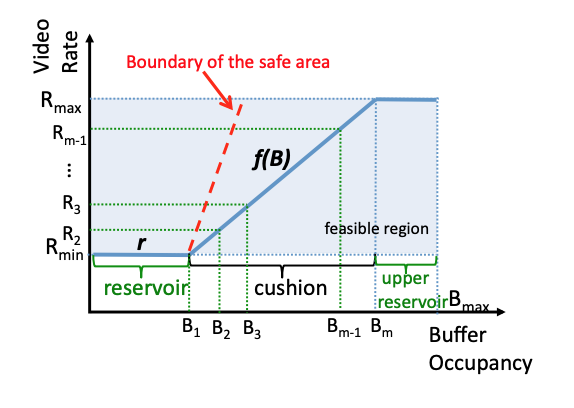 Video
Rate
Boundary of the safe area
Rmax
Rm-1
f(B)
⋮
R3
R2
feasible region
r
Rmin
reservoir
cushion
upper
reservoir
Bmax
B1
B2
B3
Bm-1
Bm
Buffer
Occupancy